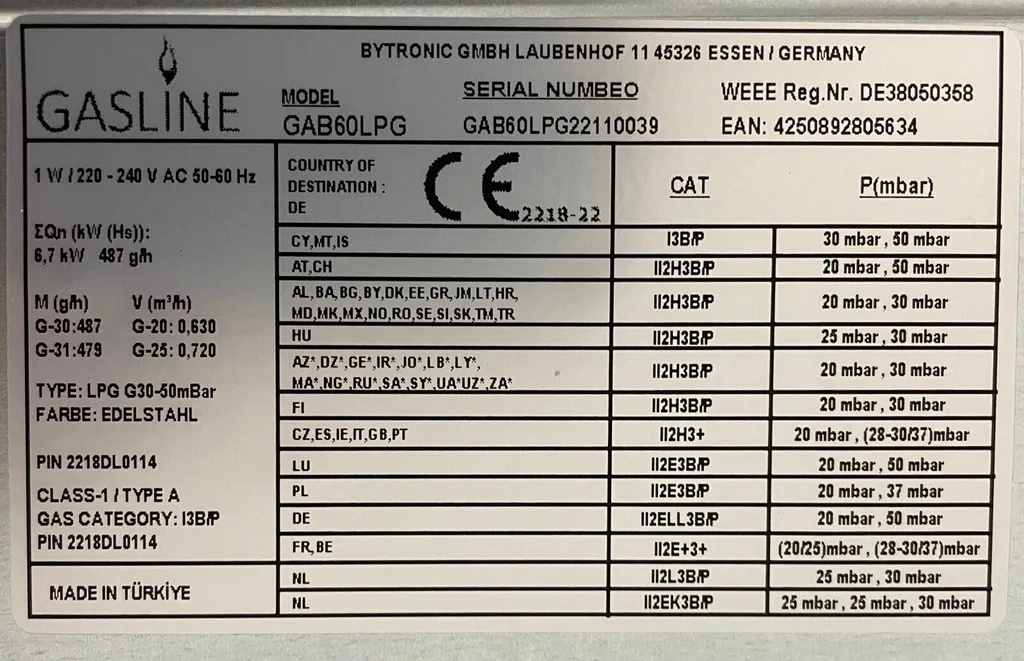 BYTRONIC GMBH LAUBENHOF 11 45326 ESSEN / GERMANY
GASLINE
MODEL
GAB60LPG
SERIAL NUMBEO
GAB60LPG22110039
WEEE Reg.Nr. DE38050358
EAN: 4250892805634
1 W / 220 - 240 V AC 50-60 Hz
ΣQn (kW (Hs)):
6,7 kW 487 g/h
M (g/h) V (m³/h)
G-30:487 G-20: 0,630
G-31:479 G-25: 0,720
TYPE: LPG G30-50mBar
FARBE: EDELSTAHL
PIN 2218DL0114
CLASS-1 / TYPE A
GAS CATEGORY: I3B/P
PIN 2218DL0114
MADE IN TÜRKİYE
COUNTRY OF
DESTINATION :
DE
CE
2218-22
CAT P(mbar)
CY,MT,IS I3B/P 30 mbar , 50 mbar
AT,CH II2H3B/P 20 mbar , 50 mbar
AL,BA,BG,BY,DK,EE,GR,JM,LT,HR,
MD,MK,MX,NO,RO,SE,SI,SK,TM,TR II2H3B/P 20 mbar , 30 mbar
HU II2H3B/P 25 mbar , 30 mbar
AZ*,DZ*,GE*,IR*,JO*,LB*,LY*,
MA*,NG*,RU*,SA*,SY*,UA*UZ*,ZA* II2H3B/P 20 mbar , 30 mbar
FI II2H3B/P 20 mbar , 30 mbar
CZ,ES,IE,IT,GB,PT II2H3+ 20 mbar , (28-30/37)mbar
LU II2E3B/P 20 mbar , 50 mbar
PL II2E3B/P 20 mbar , 37 mbar
DE II2ELL3B/P 20 mbar , 50 mbar
FR,BE II2E+3+ (20/25)mbar , (28-30/37)mbar
NL II2L3B/P 25 mbar , 30 mbar
NL II2EK3B/P 25 mbar , 25 mbar , 30 mbar